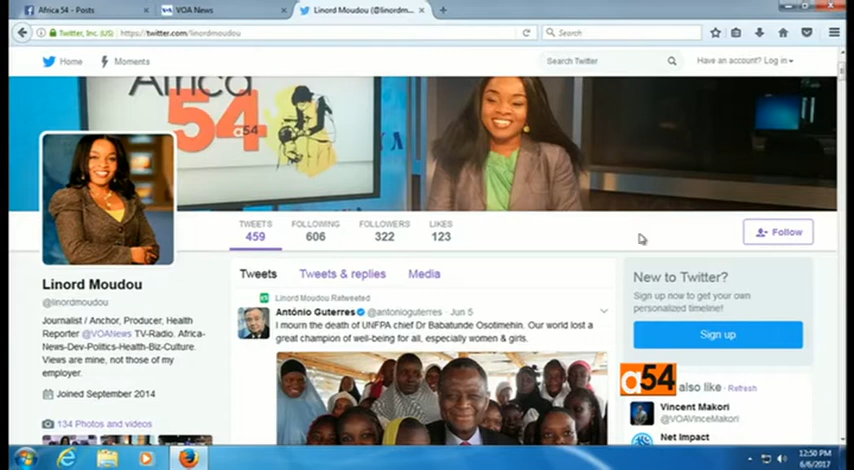 Africa 54 - Posts
VOA News
Linord Moudou (@linordm...
Twitter, Inc. (US)
https://twitter.com/linordmoudou
Search
Home
Moments
Search Twitter
Have an account? Log in
Africa
54
a54
Linord Moudou
@linordmoudou
Journalist / Anchor, Producer, Health
Reporter @VOANews TV-Radio. Africa-
News-Dev-Politics-Health-Biz-Culture.
Views are mine, not those of my
employer.
Joined September 2014
134 Photos and videos
TWEETS
459
FOLLOWING
606
FOLLOWERS
322
LIKES
123
Follow
Tweets
Tweets & replies
Media
Linord Moudou Retweeted
António Guterres @antonioguterres · Jun 5
I mourn the death of UNFPA chief Dr Babatunde Osotimehin. Our world lost a
great champion of well-being for all, especially women & girls.
New to Twitter?
Sign up now to get your own
personalized timeline!
Sign up
a54
also like · Refresh
Vincent Makori
@VOAVinceMakori
Net Impact
12:50 PM
6/6/2017